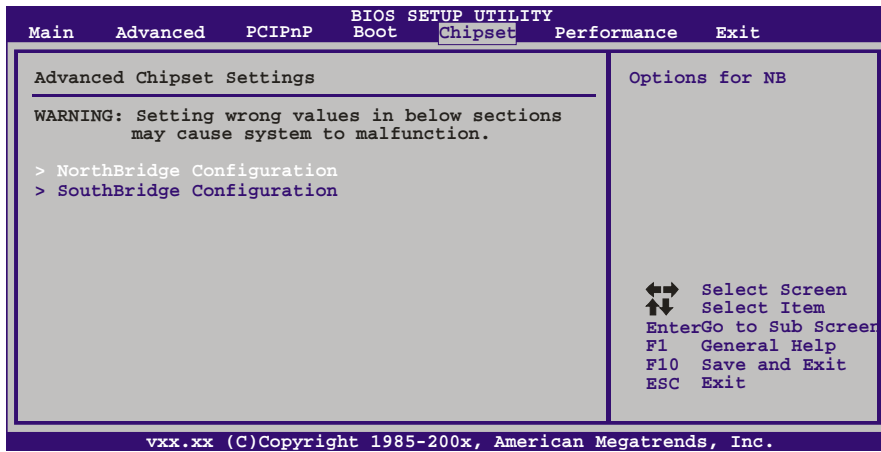 BIOS SETUP UTILITY
Main Advanced PCIPnP Boot Chipset Performance Exit
Advanced Chipset Settings
WARNING: Setting wrong values in below sections
may cause system to malfunction.
> NorthBridge Configuration
> SouthBridge Configuration
Options for NB
Select Screen
Select Item
EnterGo to Sub Screen
F1 General Help
F10 Save and Exit
ESC Exit
vxx.xx (C)Copyright 1985-200x, American Megatrends, Inc.